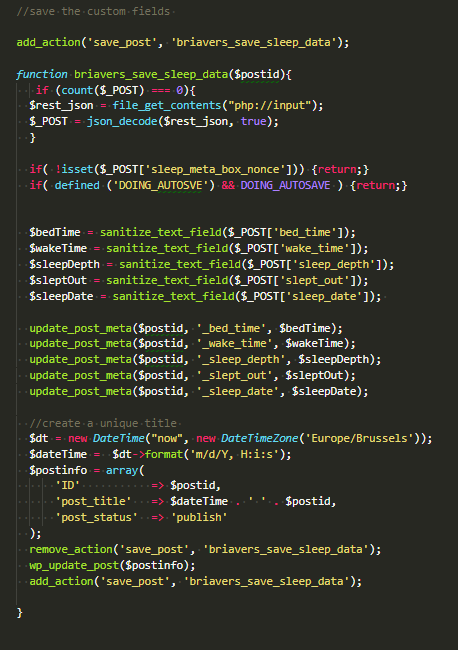 //save the custom fields
add_action('save_post', 'briavers_save_sleep_data');
function briavers_save_sleep_data($postid){
if (count($_POST) === 0){
$rest_json = file_get_contents("php://input");
$_POST = json_decode($rest_json, true);
}
if( !isset($_POST['sleep_meta_box_nonce'])) {return;}
if( defined ('DOING_AUTOSVE') && DOING_AUTOSAVE ) {return;}
$bedTime = sanitize_text_field($_POST['bed_time']);
$wakeTime = sanitize_text_field($_POST['wake_time']);
$sleepDepth = sanitize_text_field($_POST['sleep_depth']);
$sleptOut = sanitize_text_field($_POST['slept_out']);
$sleepDate = sanitize_text_field($_POST['sleep_date']);
update_post_meta($postid, '_bed_time', $bedTime);
update_post_meta($postid, '_wake_time', $wakeTime);
update_post_meta($postid, '_sleep_depth', $sleepDepth);
update_post_meta($postid, '_slept_out', $sleptOut);
update_post_meta($postid, '_sleep_date', $sleepDate);
//create a unique title
$dt = new DateTime("now", new DateTimeZone('Europe/Brussels'));
$dateTime = $dt->format('m/d/Y, H:i:s');
$postinfo = array(
'ID' => $postid,
'post_title' => $dateTime . ' ' . $postid,
'post_status' => 'publish'
);
remove_action('save_post', 'briavers_save_sleep_data');
wp_update_post($postinfo);
add_action('save_post', 'briavers_save_sleep_data');
}